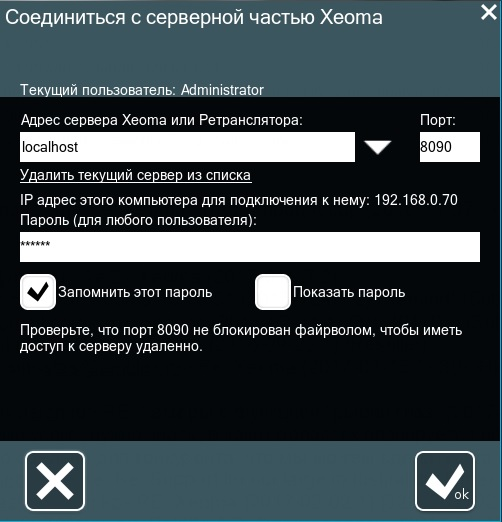 Соединиться с серверной частью Xeoma
Текущий пользователь: Administrator
Адрес сервера Xeoma или Ретранслятора: Порт:
localhost 8090
Удалить текущий сервер из списка
IP адрес этого компьютера для подключения к нему: 192.168.0.70
Пароль (для любого пользователя):
******
Запомнить этот пароль Показать пароль
Проверьте, что порт 8090 не блокирован файрволом, чтобы иметь
доступ к серверу удаленно.
ok